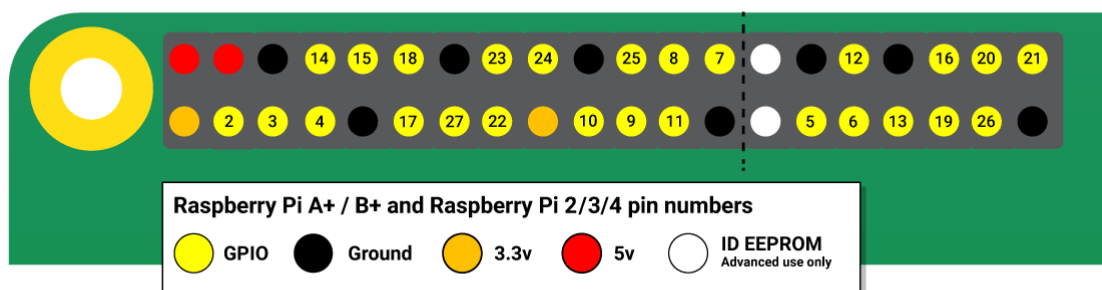 14 15 18 23 24 25 8 7 12 16 20 21
2 3 4 17 27 22 10 9 11 5 6 13 19 26
Raspberry Pi A+ / B+ and Raspberry Pi 2/3/4 pin numbers
GPIO Ground 3.3v 5v ID EEPROM
Advanced use only